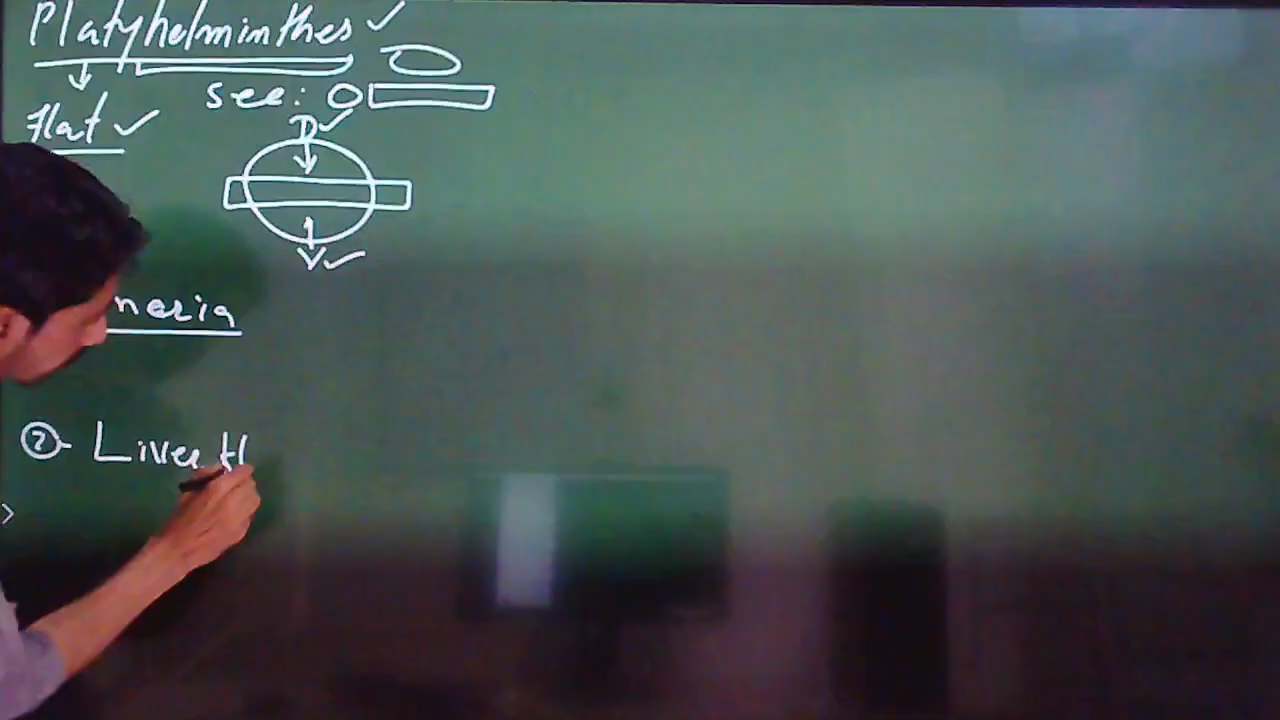 Platyhelminthes ✓
see:
Flat ✓
D ✓
V ✓
neria
② - Liver fl